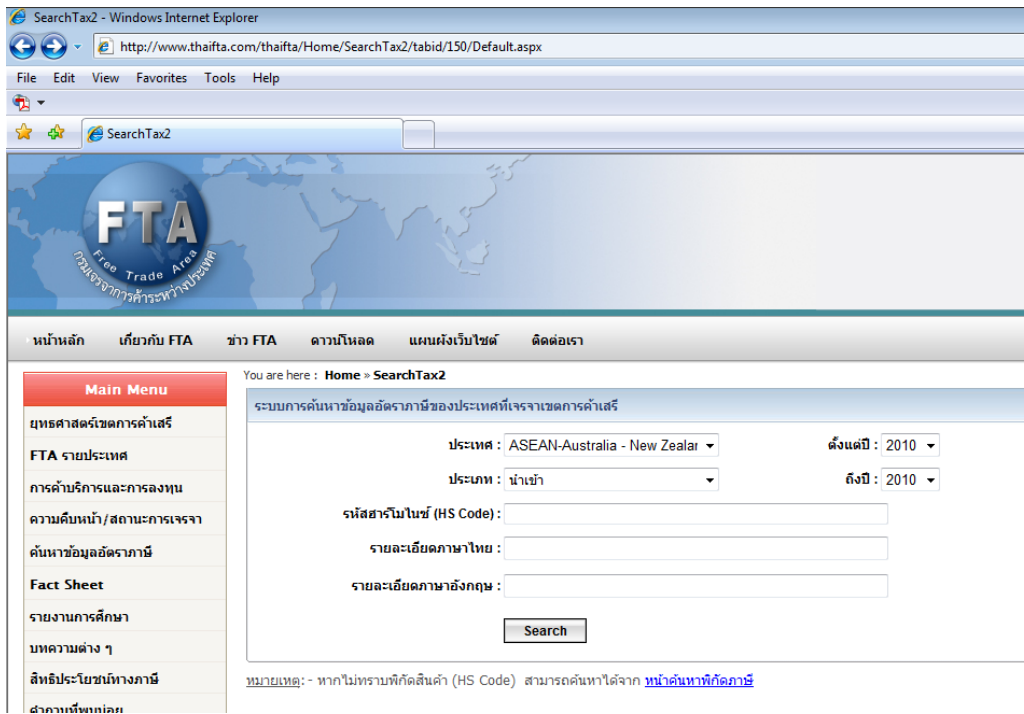 SearchTax2 - Windows Internet Explorer
http://www.thaifta.com/thaifta/Home/SearchTax2/tabid/150/Default.aspx
File Edit View Favorites Tools Help
SearchTax2
FTA
Free Trade Area
กรมเจรจาการค้าระหว่างประเทศ
หน้าหลัก เกี่ยวกับ FTA ข่าว FTA ดาวน์โหลด แผนผังเว็บไซต์ ติดต่อเรา
You are here : Home » SearchTax2
Main Menu
ยุทธศาสตร์เขตการค้าเสรี
FTA รายประเทศ
การค้าบริการและการลงทุน
ความคืบหน้า/สถานะการเจรจา
ค้นหาข้อมูลอัตราภาษี
Fact Sheet
รายงานการศึกษา
บทความต่าง ๆ
สิทธิประโยชน์ทางภาษี
คำถามที่พบบ่อย
ระบบการค้นหาข้อมูลอัตราภาษีของประเทศที่เจรจาเขตการค้าเสรี
ประเทศ : ASEAN-Australia - New Zealar ตั้งแต่ปี : 2010
ประเภท : นำเข้า ถึงปี : 2010
รหัสฮาร์โมไนซ์ (HS Code) :
รายละเอียดภาษาไทย :
รายละเอียดภาษาอังกฤษ :
Search
หมายเหตุ: - หากไม่ทราบพิกัดสินค้า (HS Code) สามารถค้นหาได้จาก หน้าค้นหาพิกัดภาษี